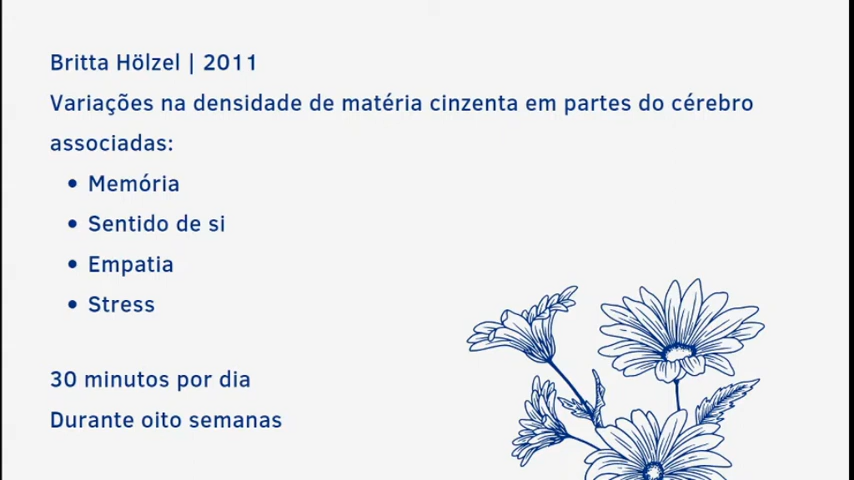 Britta Hölzel | 2011
Variações na densidade de matéria cinzenta em partes do cérebro
associadas:
• Memória
• Sentido de si
• Empatia
• Stress
30 minutos por dia
Durante oito semanas